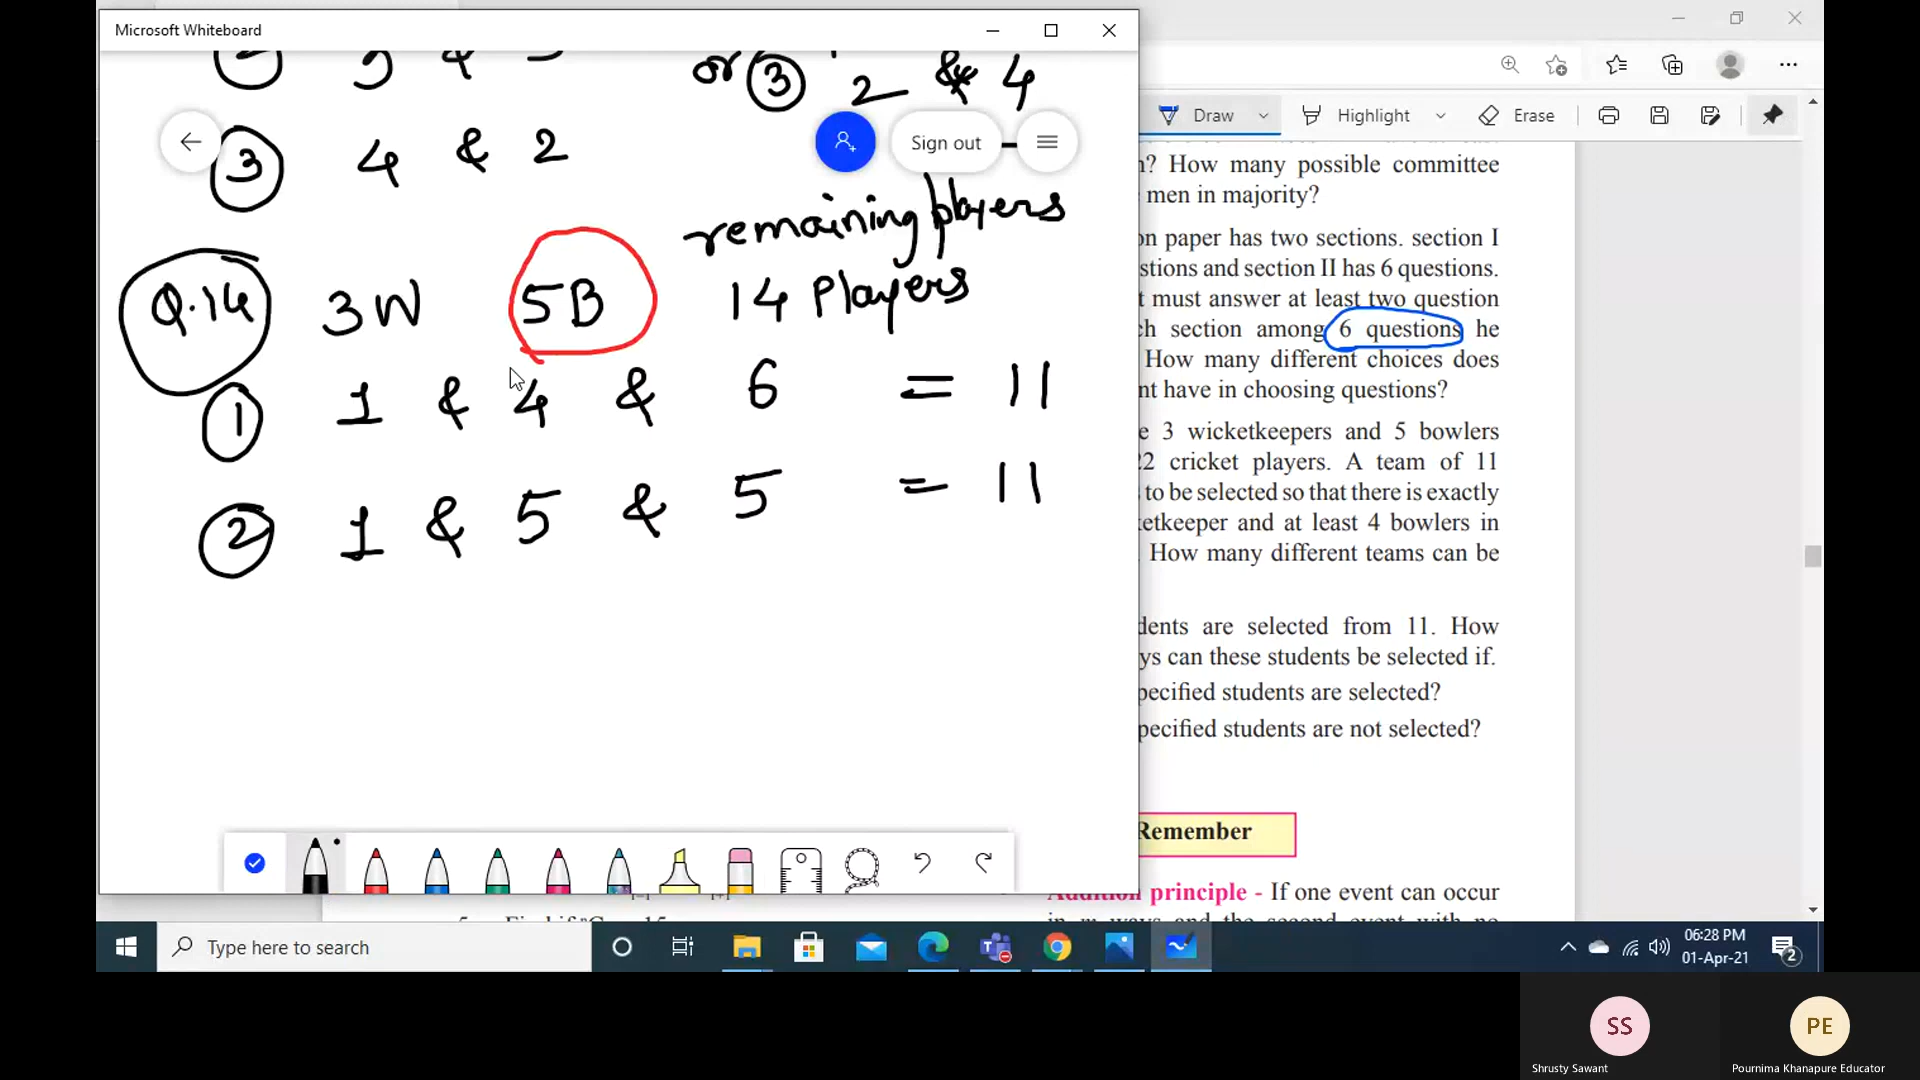 Microsoft Whiteboard
or 3 2 & 4
3 4 & 2
Sign out
remaining players
Q.14 3W 5B 14 Players
1 1 & 4 & 6 = 11
2 1 & 5 & 5 = 11
Draw
Highlight
Erase
? How many possible committee
men in majority?
on paper has two sections. section I
stions and section II has 6 questions.
t must answer at least two question
ch section among 6 questions he
How many different choices does
nt have in choosing questions?
e 3 wicketkeepers and 5 bowlers
22 cricket players. A team of 11
to be selected so that there is exactly
etkeeper and at least 4 bowlers in
How many different teams can be
dents are selected from 11. How
ys can these students be selected if.
pecified students are selected?
pecified students are not selected?
Remember
Addition principle - If one event can occur
Type here to search
06:28 PM
01-Apr-21
2
SS
Shrusty Sawant
PE
Pournima Khanapure Educator